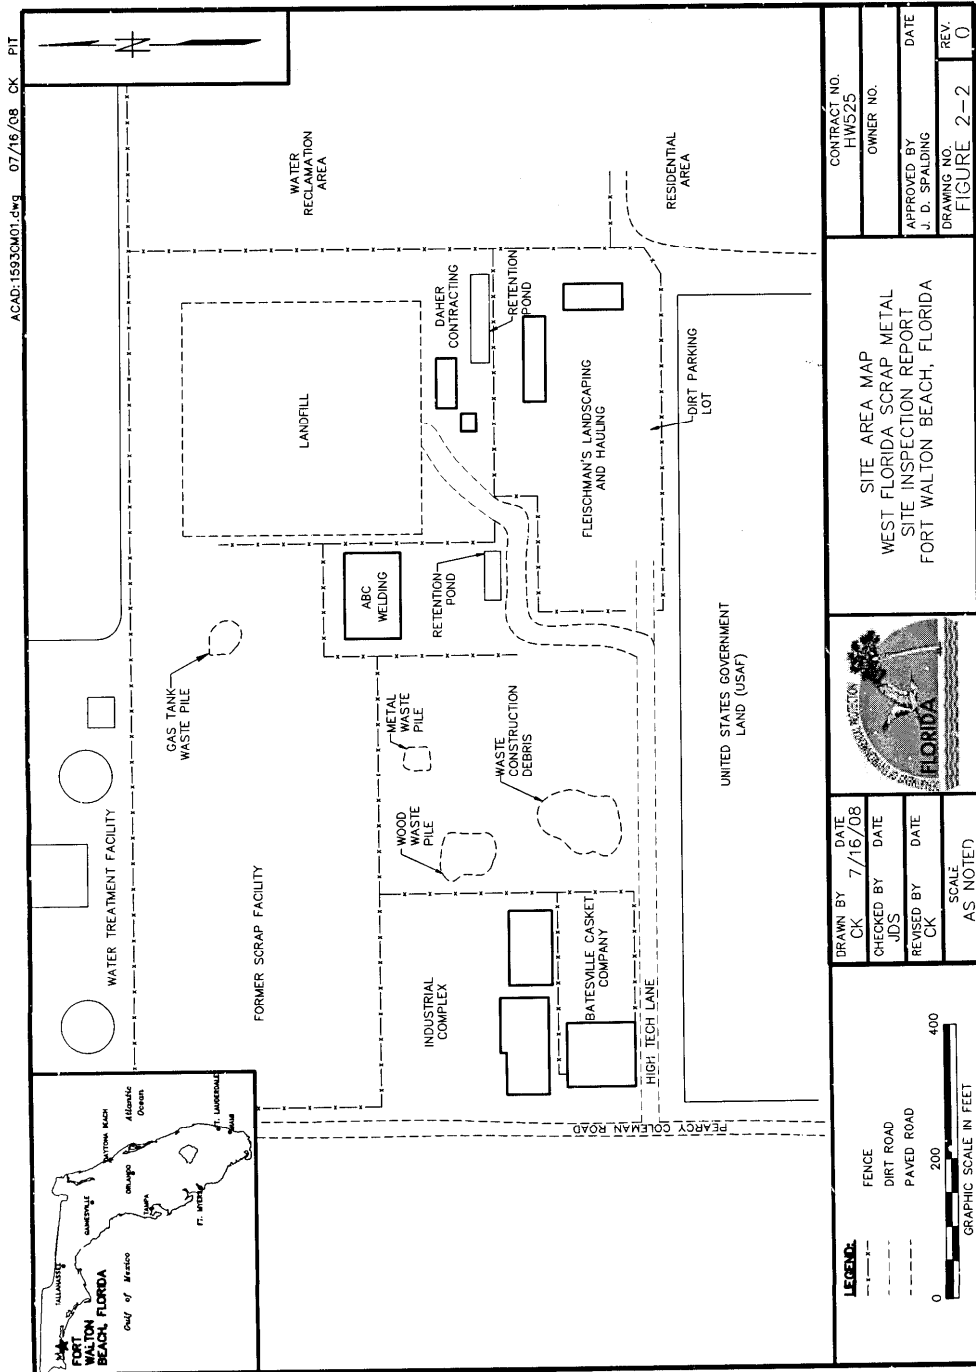 ACAD: 1593CM01.dwg 07/16/08 CK PIT
N
FORT
WALTON
BEACH, FLORIDA
TALLAHASSEE
GAINESVILLE
DAYTONA BEACH
ORLANDO
TAMPA
FT. MYERS
FT. LAUDERDALE
MIAMI
Atlantic
Ocean
Gulf of Mexico
WATER TREATMENT FACILITY
GAS TANK
WASTE PILE
FORMER SCRAP FACILITY
LANDFILL
WATER
RECLAMATION
AREA
ABC
WELDING
RETENTION
POND
DAHER
CONTRACTING
RETENTION
POND
METAL
WASTE
PILE
WOOD
WASTE
PILE
WASTE
CONSTRUCTION
DEBRIS
INDUSTRIAL
COMPLEX
BATESVILLE CASKET
COMPANY
FLEISCHMAN'S LANDSCAPING
AND HAULING
RESIDENTIAL
AREA
DIRT PARKING
LOT
HIGH TECH LANE
PEARCY COLEMAN ROAD
UNITED STATES GOVERNMENT
LAND (USAF)
LEGEND:
FENCE
DIRT ROAD
PAVED ROAD
0 200 400
GRAPHIC SCALE IN FEET
DRAWN BY DATE
CK 7/16/08
CHECKED BY DATE
JDS
REVISED BY DATE
CK
SCALE
AS NOTED
DEPARTMENT OF ENVIRONMENTAL PROTECTION
FLORIDA
SITE AREA MAP
WEST FLORIDA SCRAP METAL
SITE INSPECTION REPORT
FORT WALTON BEACH, FLORIDA
CONTRACT NO.
HW525
OWNER NO.
APPROVED BY DATE
J. D. SPALDING
DRAWING NO. REV.
FIGURE 2-2 0